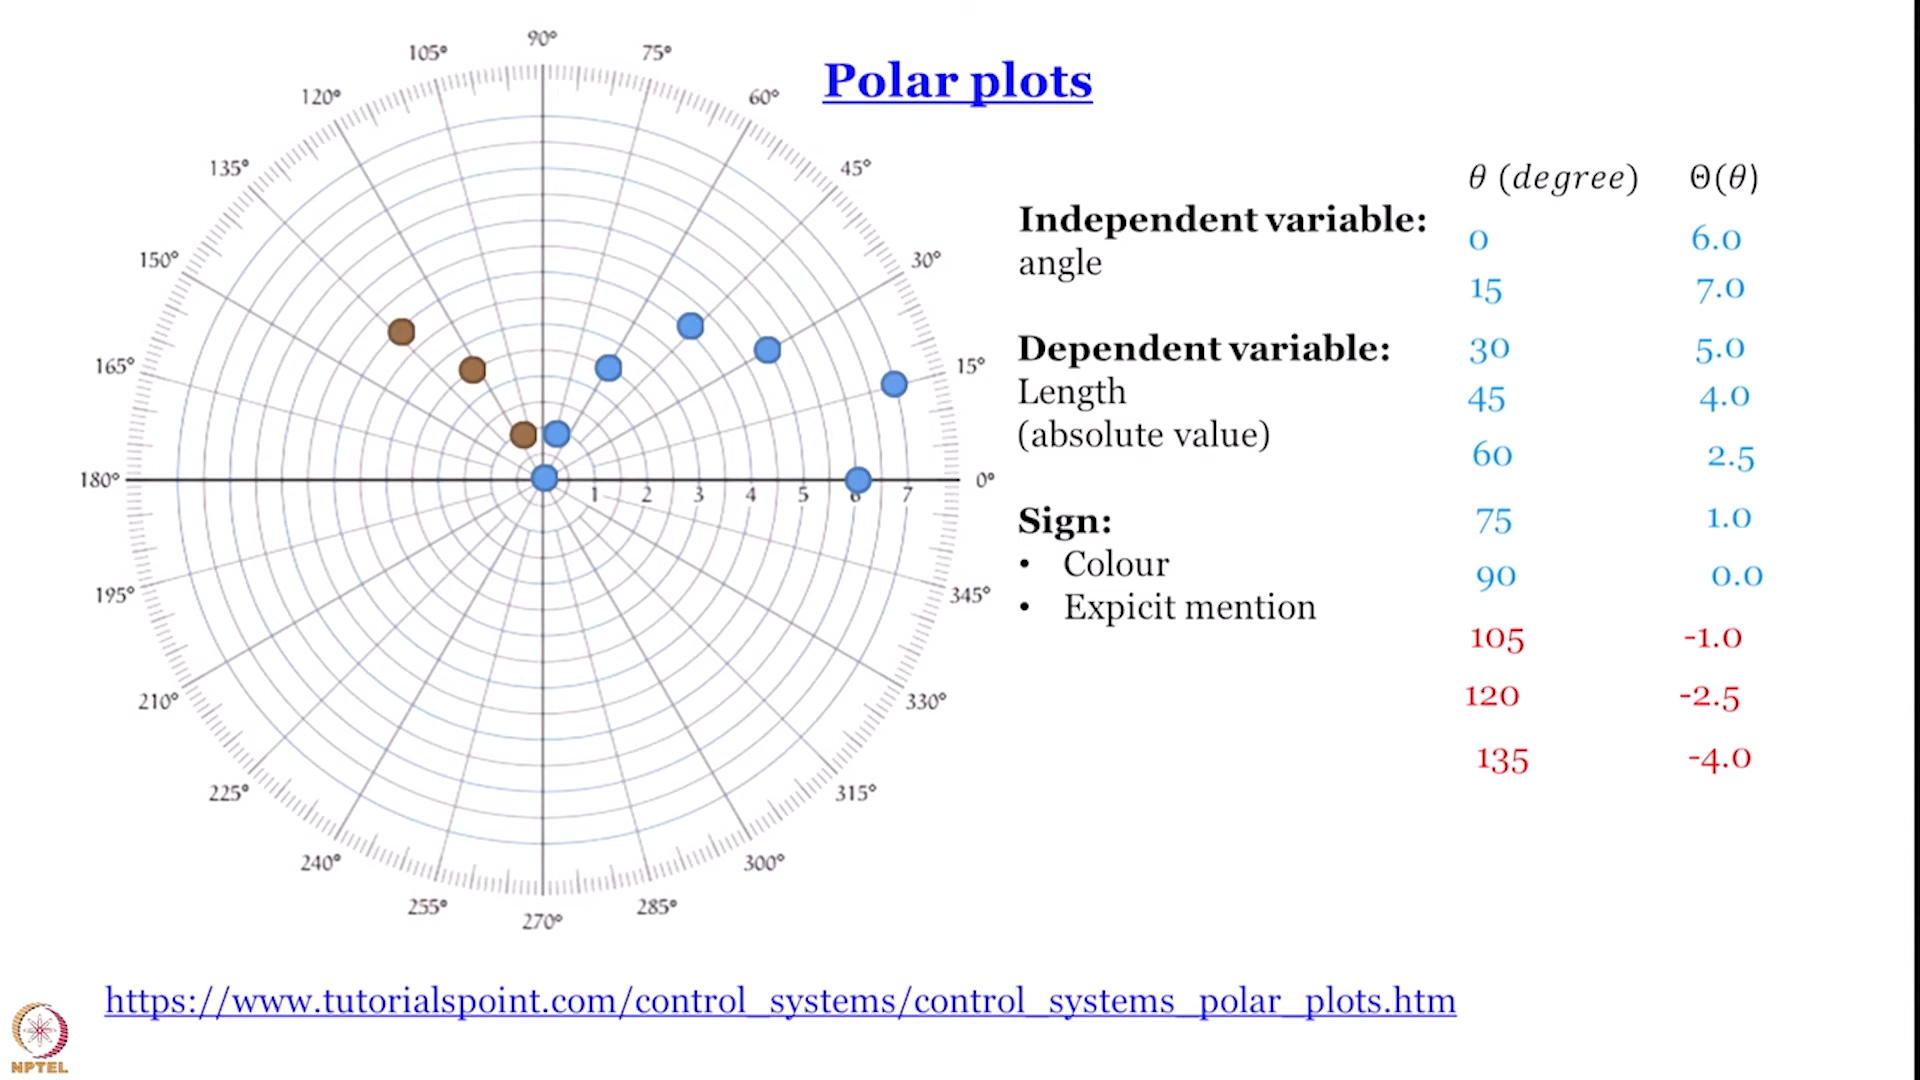 Polar plots
90°
105°
75°
120°
60°
135°
45°
150°
30°
165°
15°
180°
0°
1 2 3 4 5 6 7
195°
345°
210°
330°
225°
315°
240°
300°
255°
285°
270°
Independent variable:
angle
Dependent variable:
Length
(absolute value)
Sign:
• Colour
• Expicit mention
θ (degree) Θ(θ)
0 6.0
15 7.0
30 5.0
45 4.0
60 2.5
75 1.0
90 0.0
105 -1.0
120 -2.5
135 -4.0
https://www.tutorialspoint.com/control_systems/control_systems_polar_plots.htm
NPTEL